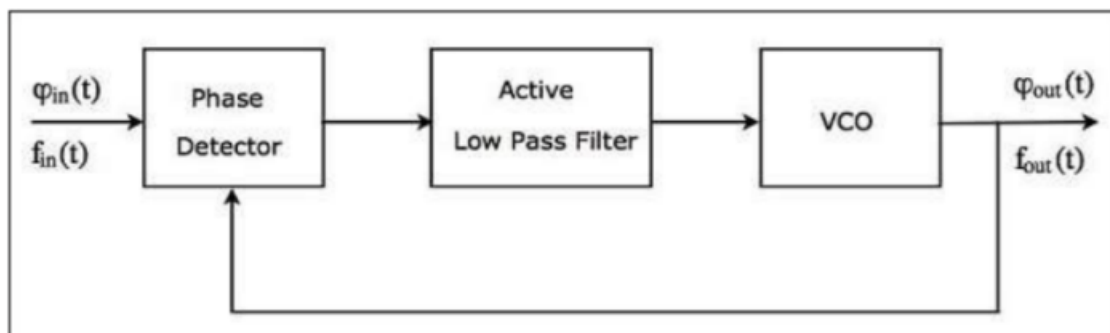 φin(t)
fin(t)
Phase
Detector
Active
Low Pass Filter
VCO
φout(t)
fout(t)